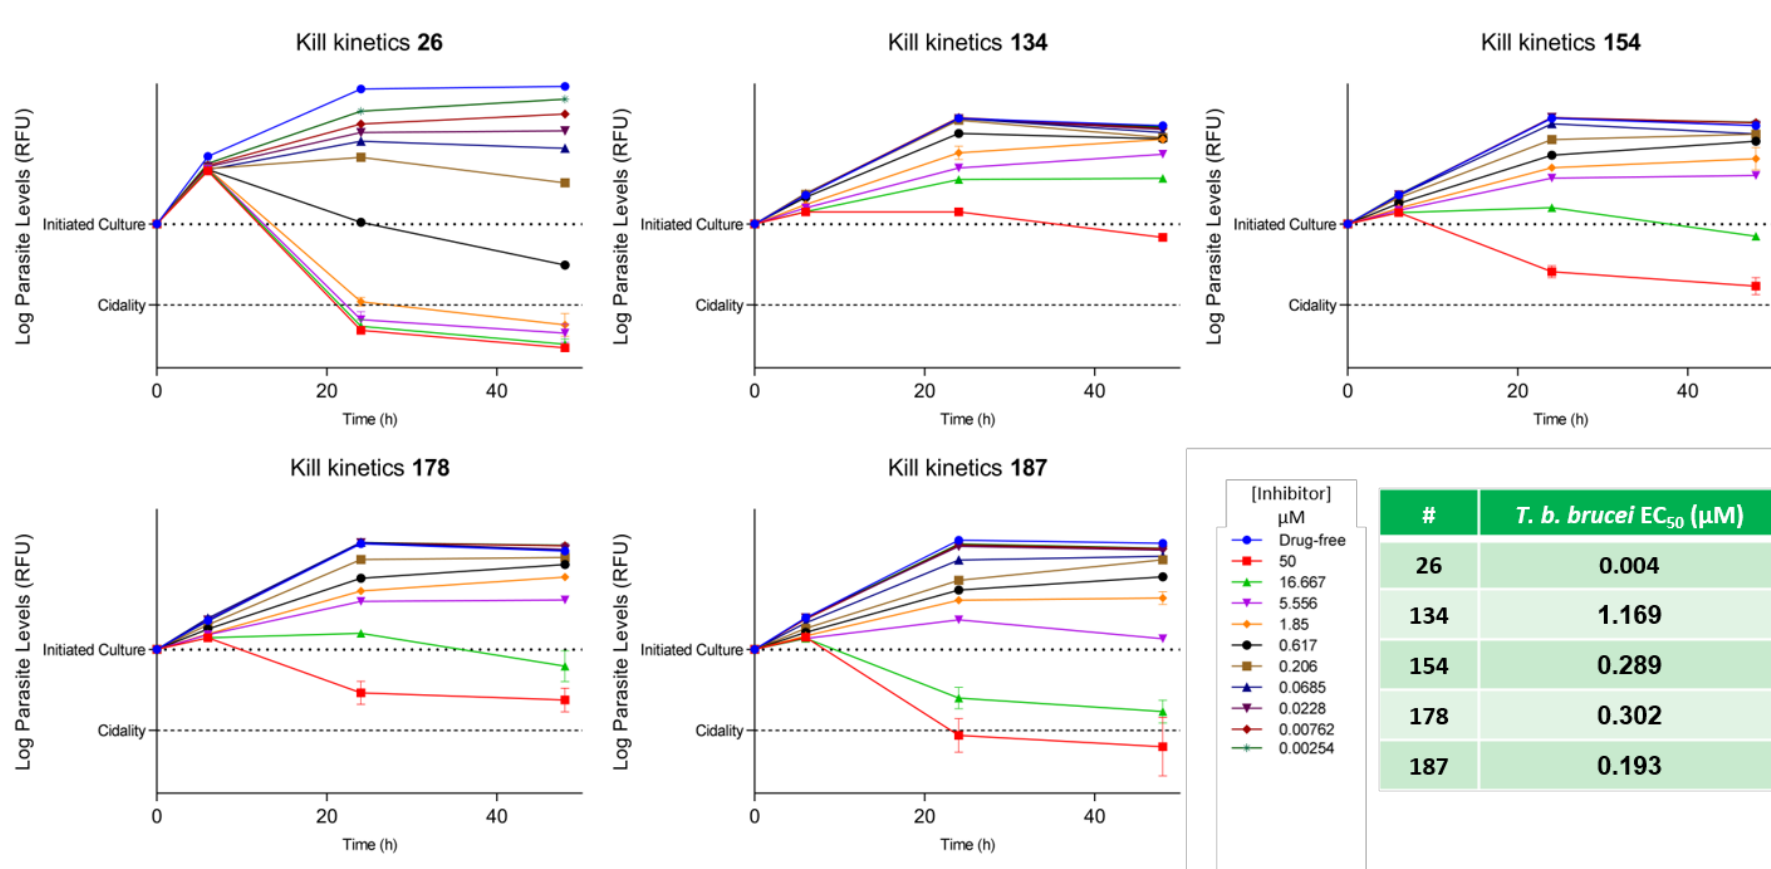 Kill kinetics 26
Log Parasite Levels (RFU)
Initiated Culture
Cidality
0
20
40
Time (h)
Kill kinetics 134
Log Parasite Levels (RFU)
Initiated Culture
Cidality
0
20
40
Time (h)
Kill kinetics 154
Log Parasite Levels (RFU)
Initiated Culture
Cidality
0
20
40
Time (h)
Kill kinetics 178
Log Parasite Levels (RFU)
Initiated Culture
Cidality
0
20
40
Time (h)
Kill kinetics 187
Log Parasite Levels (RFU)
Initiated Culture
Cidality
0
20
40
Time (h)
[Inhibitor]
µM
Drug-free
50
16.667
5.556
1.85
0.617
0.206
0.0685
0.0228
0.00762
0.00254
# T. b. brucei EC50 (µM)
26 0.004
134 1.169
154 0.289
178 0.302
187 0.193